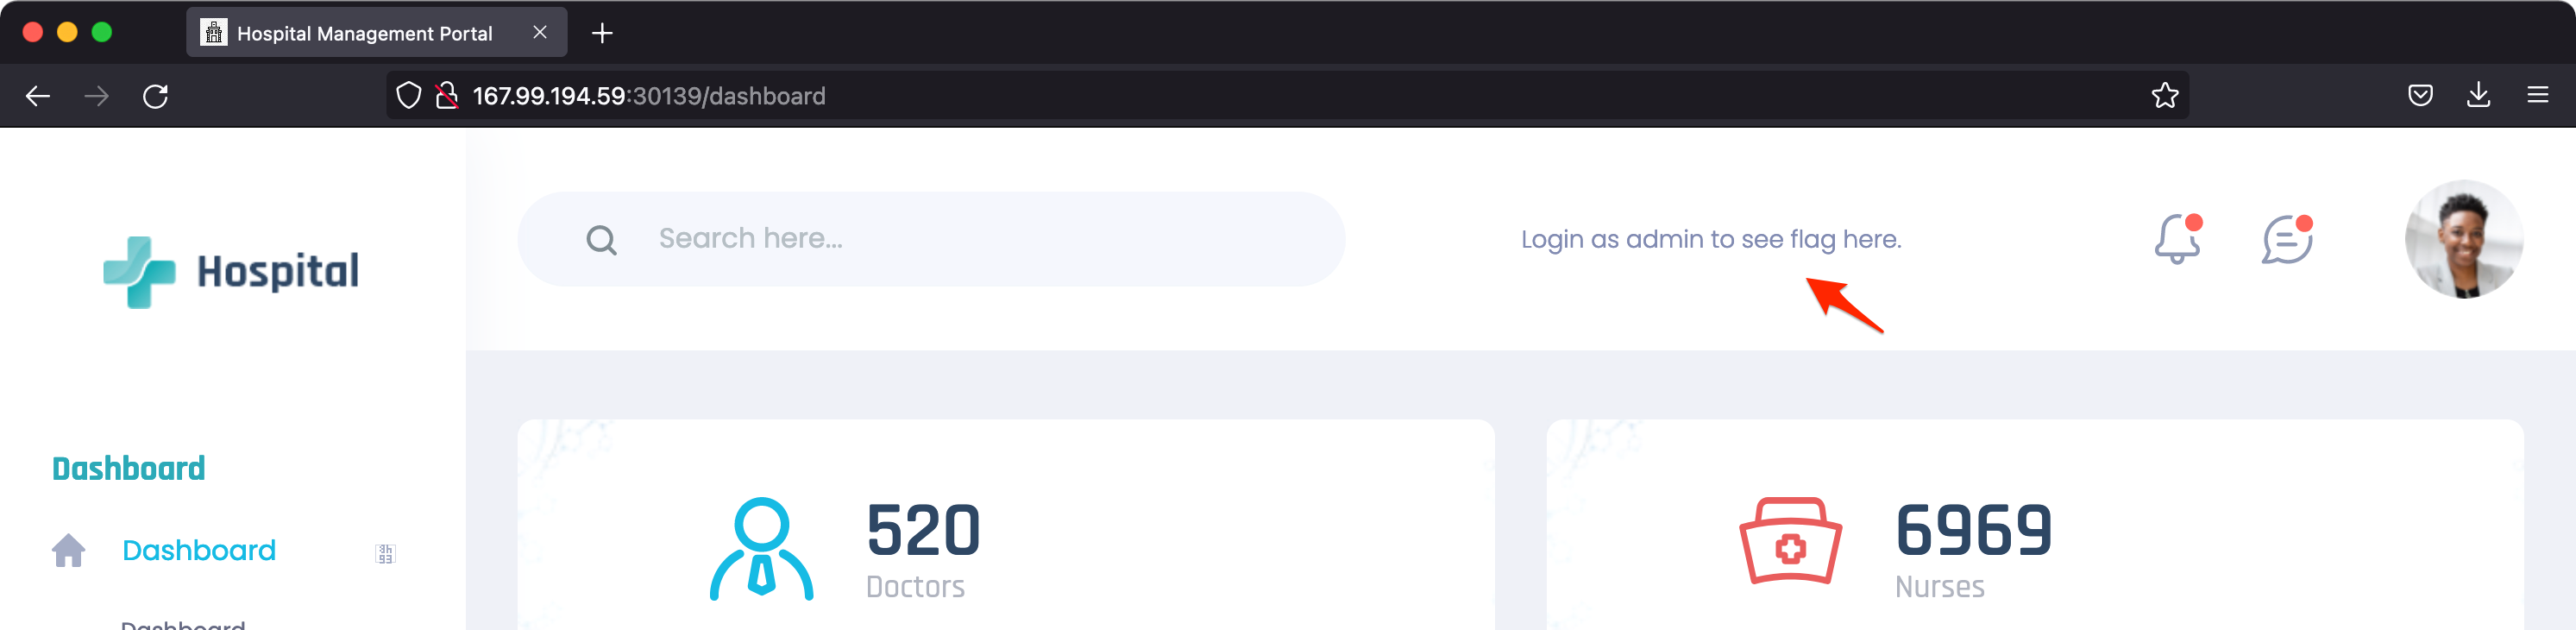 Hospital Management Portal
167.99.194.59:30139/dashboard
Hospital
Search here...
Login as admin to see flag here.
Dashboard
Dashboard
520
Doctors
6969
Nurses
Dashboard